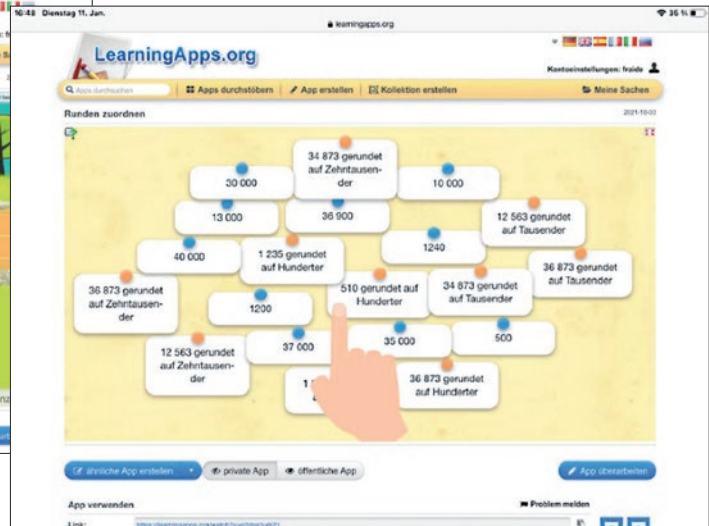 16:48 Dienstag 11. Jan.
learningapps.org
36 %
LearningApps.org
Kontoeinstellungen: fraide
Apps durchsuchen
Apps durchstöbern
App erstellen
Kollektion erstellen
Meine Sachen
Runden zuordnen
34 873 gerundet
auf Zehntausen-
der
30 000
10 000
13 000
36 900
12 563 gerundet
auf Tausender
40 000
1 235 gerundet
auf Hunderter
1240
36 873 gerundet
auf Tausender
36 873 gerundet
auf Zehntausen-
der
1200
510 gerundet auf
Hunderter
34 873 gerundet
auf Tausender
12 563 gerundet
auf Zehntausen-
der
37 000
35 000
500
36 873 gerundet
auf Hunderter
ähnliche App erstellen
private App
öffentliche App
App überarbeiten
App verwenden
Problem melden
Link: